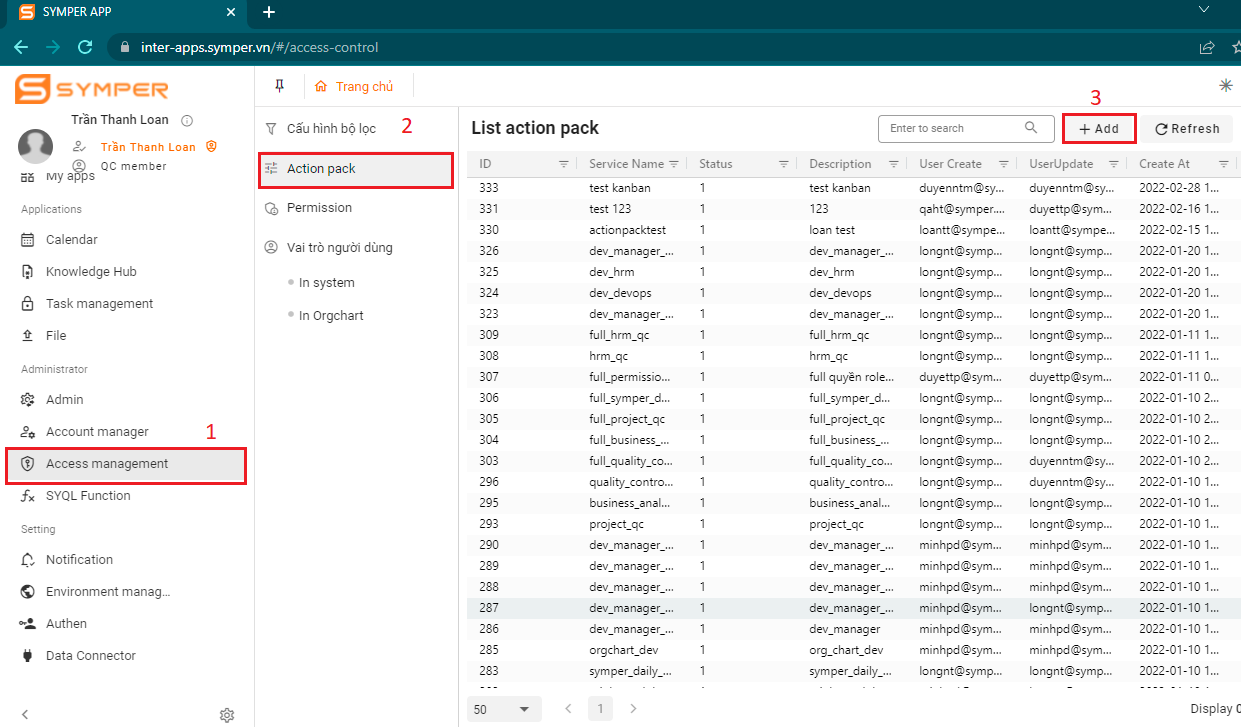 SYMPER APP
inter-apps.symper.vn/#/access-control
SYMPER
Trần Thanh Loan
Trần Thanh Loan
QC member
My apps
Applications
Calendar
Knowledge Hub
Task management
File
Administrator
Admin
Account manager
1
Access management
SYQL Function
Setting
Notification
Environment manag...
Authen
Data Connector
Trang chủ
Cấu hình bộ lọc
2
Action pack
Permission
Vai trò người dùng
In system
In Orgchart
3
List action pack Enter to search + Add Refresh
ID Service Name Status Description User Create UserUpdate Create At
333 test kanban 1 test kanban duyenntm@sy... duyenntm@sy... 2022-02-28 1...
331 test 123 1 123 qaht@symper.... duyettp@sym... 2022-02-16 1...
330 actionpacktest 1 loan test loantt@sympe... loantt@sympe... 2022-02-15 1...
326 dev_manager_... 1 dev_manager_... longnt@symp... longnt@symp... 2022-01-20 1...
325 dev_hrm 1 dev_hrm longnt@symp... longnt@symp... 2022-01-20 1...
324 dev_devops 1 dev_devops longnt@symp... longnt@symp... 2022-01-20 1...
323 dev_manager_... 1 dev_manager_... longnt@symp... longnt@symp... 2022-01-20 1...
309 full_hrm_qc 1 full_hrm_qc longnt@symp... longnt@symp... 2022-01-11 1...
308 hrm_qc 1 hrm_qc longnt@symp... longnt@symp... 2022-01-11 1...
307 full_permissio... 1 full quyền role... duyettp@sym... duyettp@sym... 2022-01-11 0...
306 full_symper_d... 1 full_symper_d... longnt@symp... longnt@symp... 2022-01-10 2...
305 full_project_qc 1 full_project_qc longnt@symp... longnt@symp... 2022-01-10 2...
304 full_business_... 1 full_business_... longnt@symp... longnt@symp... 2022-01-10 2...
303 full_quality_co... 1 full_quality_co... longnt@symp... duyenntm@sy... 2022-01-10 2...
296 quality_contro... 1 quality_contro... longnt@symp... duyenntm@sy... 2022-01-10 1...
295 business_anal... 1 business_anal... longnt@symp... longnt@symp... 2022-01-10 1...
293 project_qc 1 project_qc longnt@symp... longnt@symp... 2022-01-10 1...
290 dev_manager_... 1 dev_manager_... minhpd@sym... minhpd@sym... 2022-01-10 1...
289 dev_manager_... 1 dev_manager_... minhpd@sym... minhpd@sym... 2022-01-10 1...
288 dev_manager_... 1 dev_manager_... minhpd@sym... minhpd@sym... 2022-01-10 1...
287 dev_manager_... 1 dev_manager_... minhpd@sym... longnt@symp... 2022-01-10 1...
286 dev_manager_... 1 dev_manager minhpd@sym... minhpd@sym... 2022-01-10 1...
285 orgchart_dev 1 org_chart_dev minhpd@sym... minhpd@sym... 2022-01-10 1...
283 symper_daily_... 1 symper_daily_... longnt@symp... longnt@symp... 2022-01-10 1...
50 1 Display